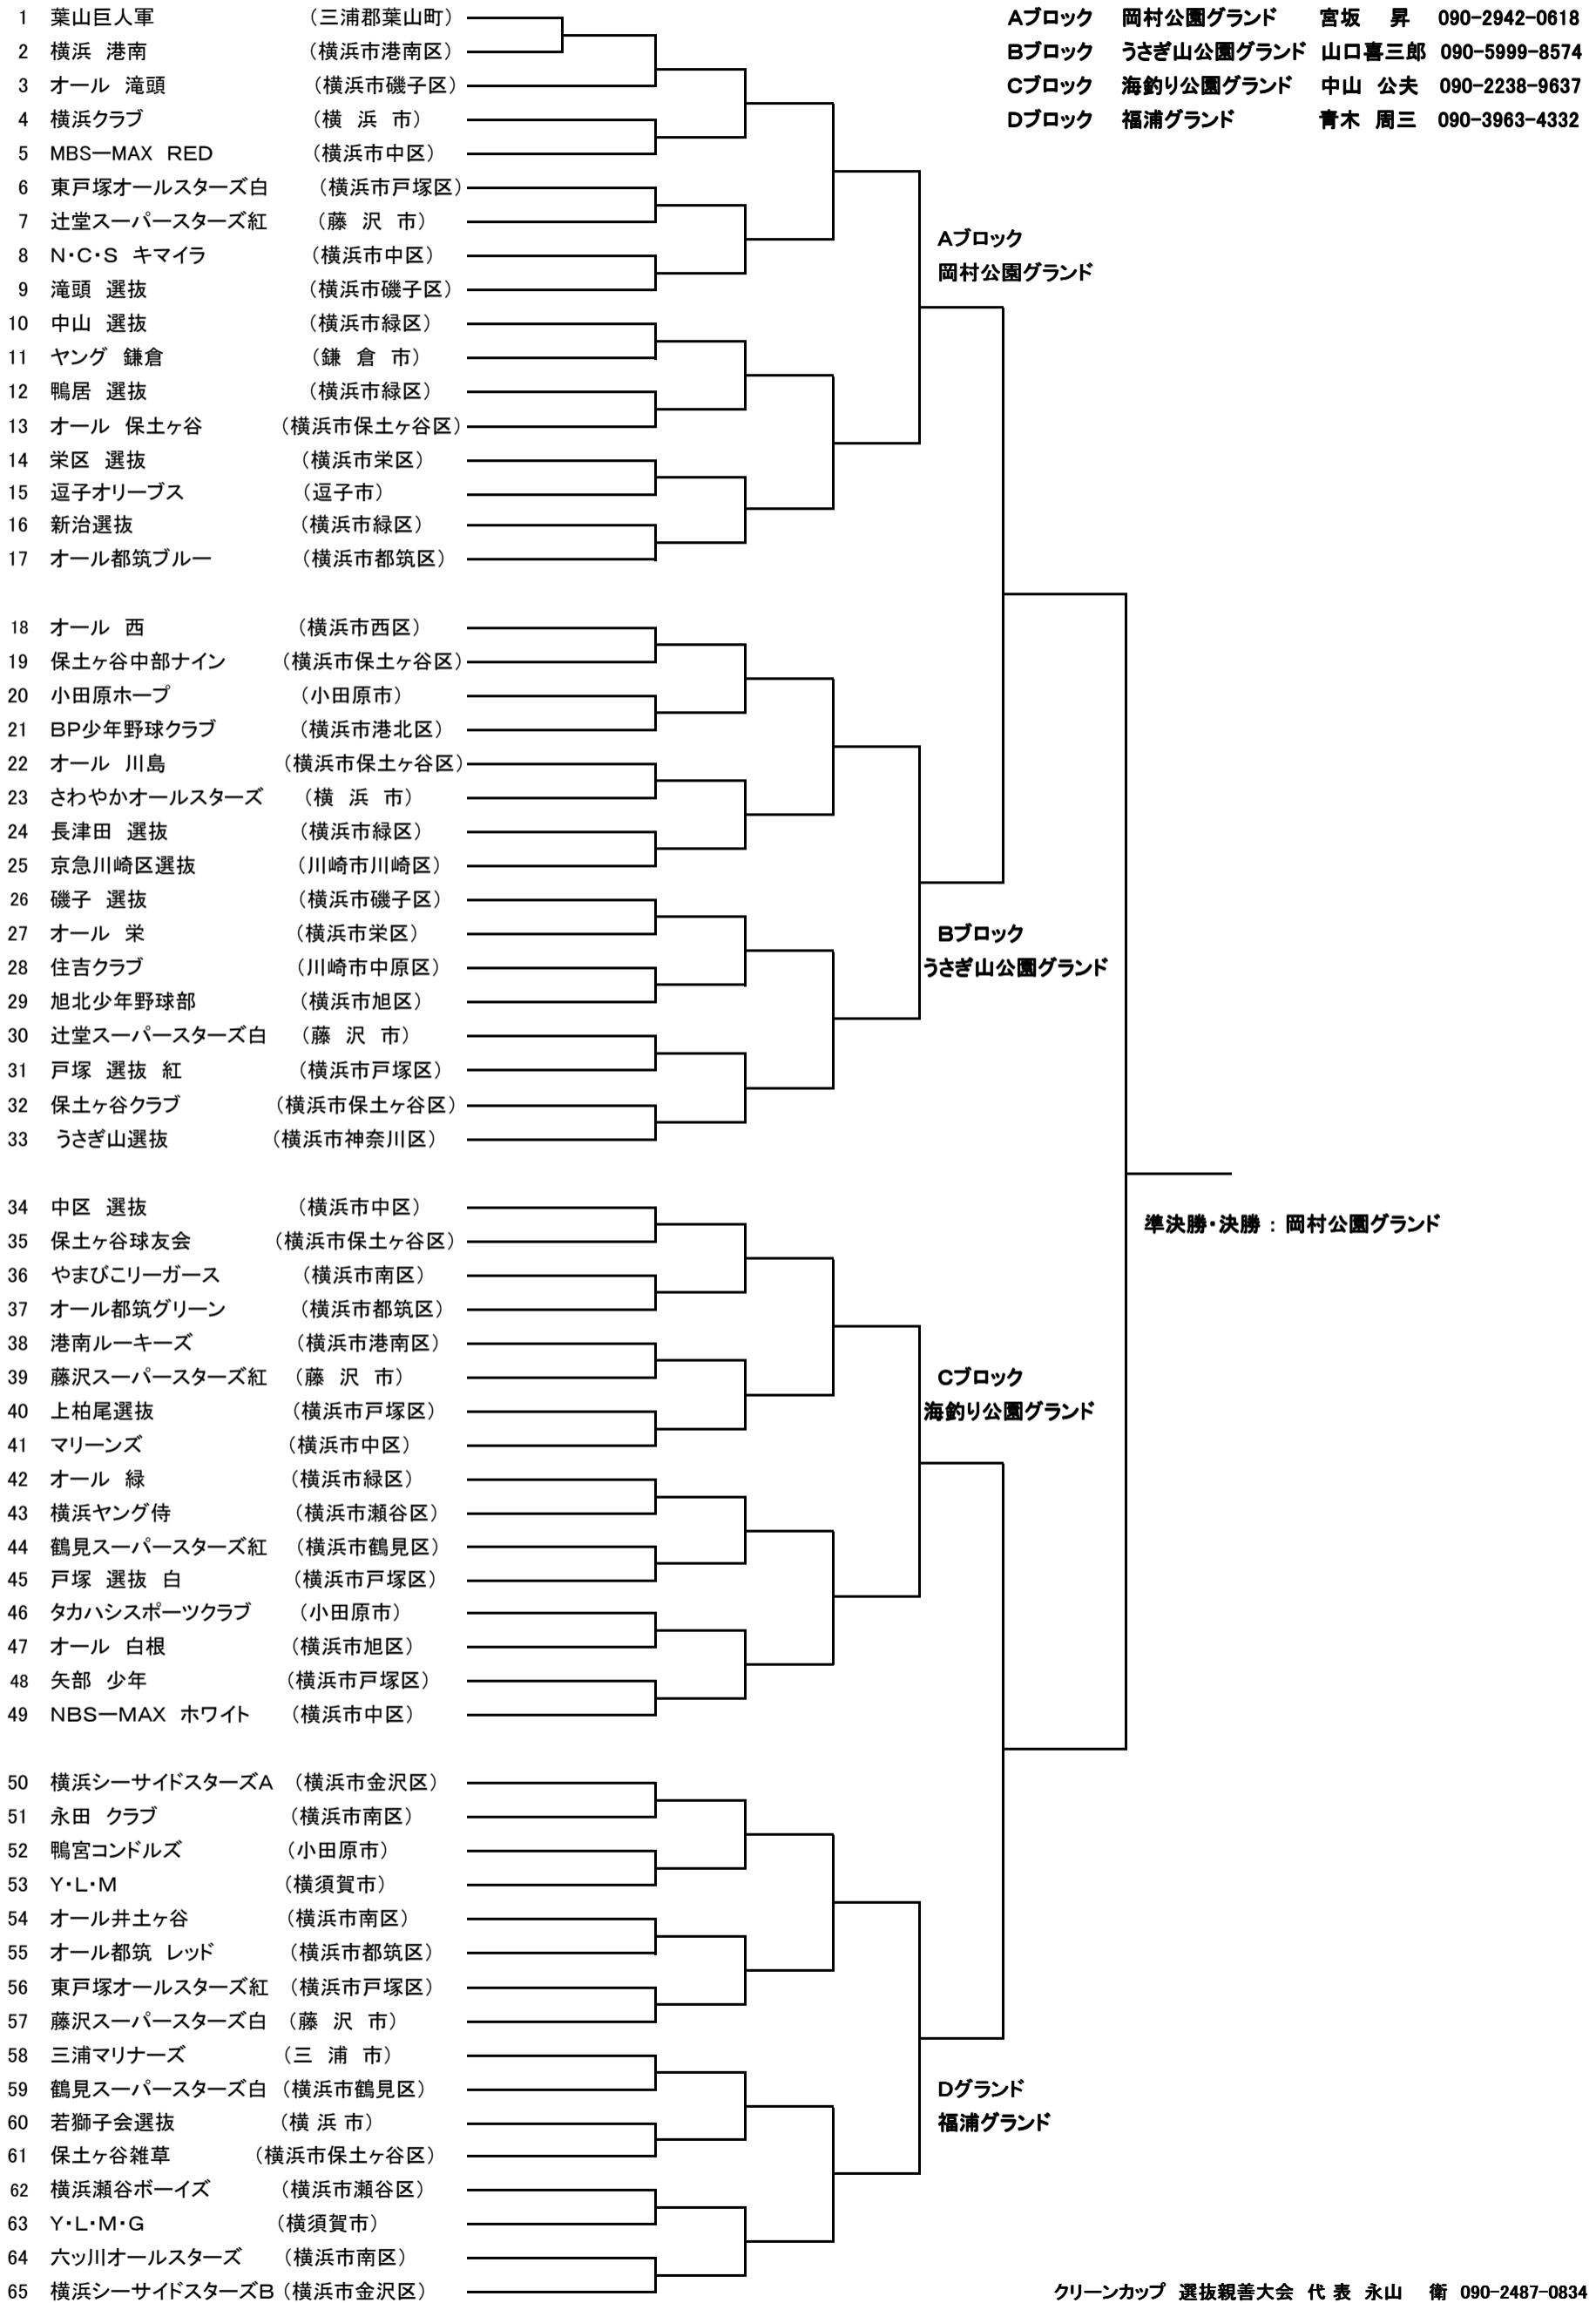 1 葉山巨人軍 （三浦郡葉山町）
2 横浜 港南 （横浜市港南区）
3 オール 滝頭 （横浜市磯子区）
4 横浜クラブ （横 浜 市）
5 MBS―MAX RED （横浜市中区）
6 東戸塚オールスターズ白 （横浜市戸塚区）
7 辻堂スーパースターズ紅 （藤 沢 市）
8 N・C・S キマイラ （横浜市中区）
9 滝頭 選抜 （横浜市磯子区）
10 中山 選抜 （横浜市緑区）
11 ヤング 鎌倉 （鎌 倉 市）
12 鴨居 選抜 （横浜市緑区）
13 オール 保土ヶ谷 （横浜市保土ヶ谷区）
14 栄区 選抜 （横浜市栄区）
15 逗子オリーブス （逗子市）
16 新治選抜 （横浜市緑区）
17 オール都筑ブルー （横浜市都筑区）
18 オール 西 （横浜市西区）
19 保土ヶ谷中部ナイン （横浜市保土ヶ谷区）
20 小田原ホープ （小田原市）
21 BP少年野球クラブ （横浜市港北区）
22 オール 川島 （横浜市保土ヶ谷区）
23 さわやかオールスターズ （横 浜 市）
24 長津田 選抜 （横浜市緑区）
25 京急川崎区選抜 （川崎市川崎区）
26 磯子 選抜 （横浜市磯子区）
27 オール 栄 （横浜市栄区）
28 住吉クラブ （川崎市中原区）
29 旭北少年野球部 （横浜市旭区）
30 辻堂スーパースターズ白 （藤 沢 市）
31 戸塚 選抜 紅 （横浜市戸塚区）
32 保土ヶ谷クラブ （横浜市保土ヶ谷区）
33 うさぎ山選抜 （横浜市神奈川区）
34 中区 選抜 （横浜市中区）
35 保土ヶ谷球友会 （横浜市保土ヶ谷区）
36 やまびこリーガース （横浜市南区）
37 オール都筑グリーン （横浜市都筑区）
38 港南ルーキーズ （横浜市港南区）
39 藤沢スーパースターズ紅 （藤 沢 市）
40 上柏尾選抜 （横浜市戸塚区）
41 マリーンズ （横浜市中区）
42 オール 緑 （横浜市緑区）
43 横浜ヤング侍 （横浜市瀬谷区）
44 鶴見スーパースターズ紅 （横浜市鶴見区）
45 戸塚 選抜 白 （横浜市戸塚区）
46 タカハシスポーツクラブ （小田原市）
47 オール 白根 （横浜市旭区）
48 矢部 少年 （横浜市戸塚区）
49 NBS―MAX ホワイト （横浜市中区）
50 横浜シーサイドスターズA （横浜市金沢区）
51 永田 クラブ （横浜市南区）
52 鴨宮コンドルズ （小田原市）
53 Y・L・M （横須賀市）
54 オール井土ヶ谷 （横浜市南区）
55 オール都筑 レッド （横浜市都筑区）
56 東戸塚オールスターズ紅 （横浜市戸塚区）
57 藤沢スーパースターズ白 （藤 沢 市）
58 三浦マリナーズ （三 浦 市）
59 鶴見スーパースターズ白 （横浜市鶴見区）
60 若獅子会選抜 （横 浜 市）
61 保土ヶ谷雑草 （横浜市保土ヶ谷区）
62 横浜瀬谷ボーイズ （横浜市瀬谷区）
63 Y・L・M・G （横須賀市）
64 六ッ川オールスターズ （横浜市南区）
65 横浜シーサイドスターズB （横浜市金沢区）
Aブロック 岡村公園グランド 宮坂 昇 090-2942-0618
Bブロック うさぎ山公園グランド 山口喜三郎 090-5999-8574
Cブロック 海釣り公園グランド 中山 公夫 090-2238-9637
Dブロック 福浦グランド 青木 周三 090-3963-4332
Aブロック
岡村公園グランド
Bブロック
うさぎ山公園グランド
準決勝・決勝 : 岡村公園グランド
Cブロック
海釣り公園グランド
Dグランド
福浦グランド
クリーンカップ 選抜親善大会 代 表 永山 衛 090-2487-0834